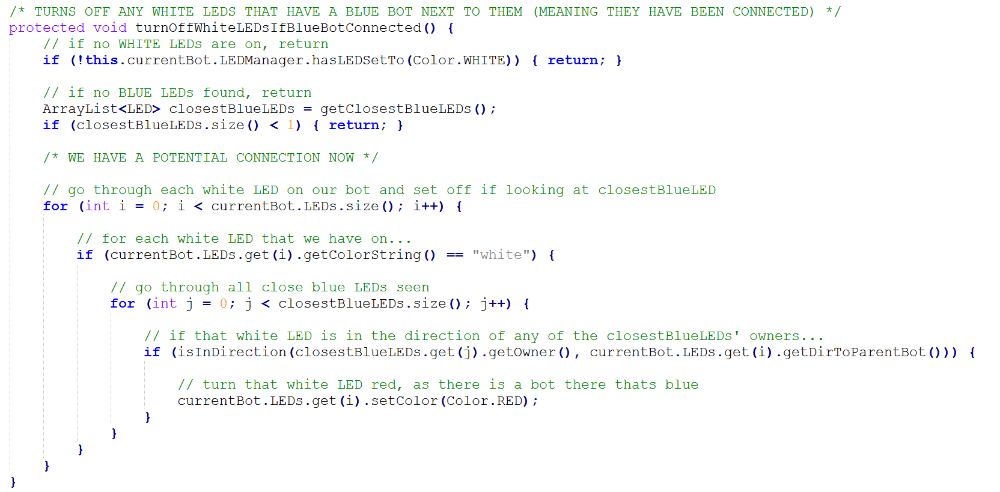 /* TURNS OFF ANY WHITE LEDS THAT HAVE A BLUE BOT NEXT TO THEM (MEANING THEY HAVE BEEN CONNECTED) */
protected void turnOffWhiteLEDsIfBlueBotConnected() {
    // if no WHITE LEDs are on, return
    if (!this.currentBot.LEDManager.hasLEDSetTo(Color.WHITE)) { return; }

    // if no BLUE LEDs found, return
    ArrayList<LED> closestBlueLEDs = getClosestBlueLEDs();
    if (closestBlueLEDs.size() < 1) { return; }

    /* WE HAVE A POTENTIAL CONNECTION NOW */

    // go through each white LED on our bot and set off if looking at closestBlueLED
    for (int i = 0; i < currentBot.LEDs.size(); i++) {

        // for each white LED that we have on...
        if (currentBot.LEDs.get(i).getColorString() == "white") {

            // go through all close blue LEDs seen
            for (int j = 0; j < closestBlueLEDs.size(); j++) {

                // if that white LED is in the direction of any of the closestBlueLEDs' owners...
                if (isInDirection(closestBlueLEDs.get(j).getOwner(), currentBot.LEDs.get(i).getDirToParentBot())) {

                    // turn that white LED red, as there is a bot there thats blue
                    currentBot.LEDs.get(i).setColor(Color.RED);
                }
            }
        }
    }
}